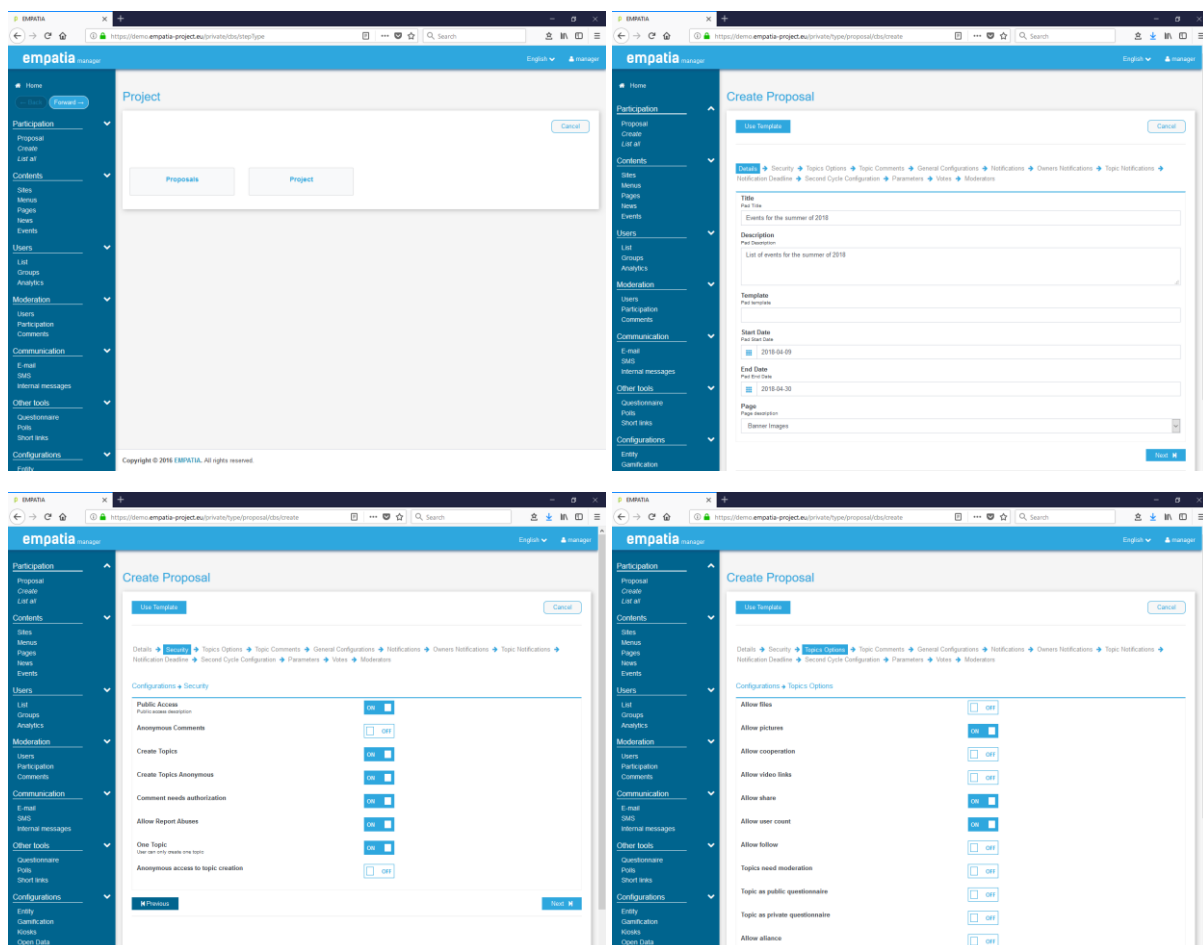 EMPATIA
https://demo.empatia-project.eu/private/cbs/stepType
Search
empatia manager
English
manager
Home
Back
Forward
Participation
Proposal
Create
List all
Contents
Sites
Menus
Pages
News
Events
Users
List
Groups
Analytics
Moderation
Users
Participation
Comments
Communication
E-mail
SMS
Internal messages
Other tools
Questionnaire
Polls
Short links
Configurations
Entity
Project
Cancel
Proposals
Project
Copyright © 2016 EMPATIA. All rights reserved.
EMPATIA
https://demo.empatia-project.eu/private/type/proposal/cbs/create
Search
empatia manager
English
manager
Home
Participation
Proposal
Create
List all
Contents
Sites
Menus
Pages
News
Events
Users
List
Groups
Analytics
Moderation
Users
Participation
Comments
Communication
E-mail
SMS
Internal messages
Other tools
Questionnaire
Polls
Short links
Configurations
Entity
Gamification
Create Proposal
Use Template
Cancel
Details Security Topics Options Topic Comments General Configurations Notifications Owners Notifications Topic Notifications
Notification Deadline Second Cycle Configuration Parameters Votes Moderators
Title
Pad Title
Events for the summer of 2018
Description
Pad Description
List of events for the summer of 2018
Template
Pad template
Start Date
Pad Start Date
2018-04-09
End Date
Pad End Date
2018-04-30
Page
Page description
Banner Images
Next
EMPATIA
https://demo.empatia-project.eu/private/type/proposal/cbs/create
Search
empatia manager
English
manager
Participation
Proposal
Create
List all
Contents
Sites
Menus
Pages
News
Events
Users
List
Groups
Analytics
Moderation
Users
Participation
Comments
Communication
E-mail
SMS
Internal messages
Other tools
Questionnaire
Polls
Short links
Configurations
Entity
Gamification
Kiosks
Open Data
Create Proposal
Use Template
Cancel
Details Security Topics Options Topic Comments General Configurations Notifications Owners Notifications Topic Notifications
Notification Deadline Second Cycle Configuration Parameters Votes Moderators
Configurations Security
Public Access ON
Public access description
Anonymous Comments OFF
Create Topics ON
Create Topics Anonymous ON
Comment needs authorization ON
Allow Report Abuses ON
One Topic ON
User can only create one topic
Anonymous access to topic creation OFF
Previous
Next
EMPATIA
https://demo.empatia-project.eu/private/type/proposal/cbs/create
Search
empatia manager
English
manager
Participation
Proposal
Create
List all
Contents
Sites
Menus
Pages
News
Events
Users
List
Groups
Analytics
Moderation
Users
Participation
Comments
Communication
E-mail
SMS
Internal messages
Other tools
Questionnaire
Polls
Short links
Configurations
Entity
Gamification
Kiosks
Open Data
Create Proposal
Use Template
Cancel
Details Security Topics Options Topic Comments General Configurations Notifications Owners Notifications Topic Notifications
Notification Deadline Second Cycle Configuration Parameters Votes Moderators
Configurations Topics Options
Allow files OFF
Allow pictures ON
Allow cooperation OFF
Allow video links OFF
Allow share ON
Allow user count ON
Allow follow OFF
Topics need moderation OFF
Topic as public questionnaire OFF
Topic as private questionnaire OFF
Allow aliance OFF